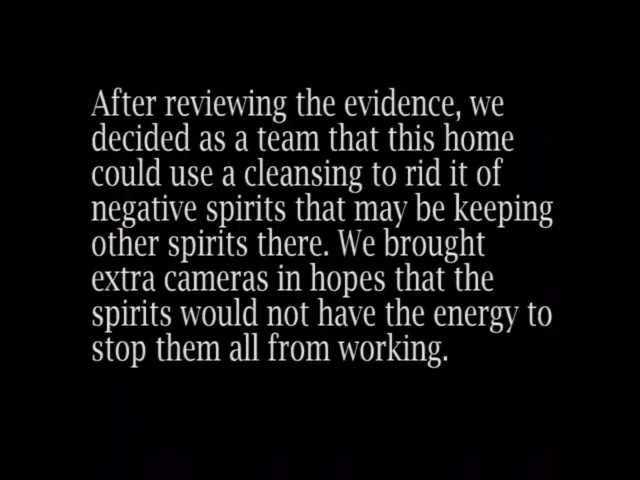 After reviewing the evidence, we
decided as a team that this home
could use a cleansing to rid it of
negative spirits that may be keeping
other spirits there. We brought
extra cameras in hopes that the
spirits would not have the energy to
stop them all from working.